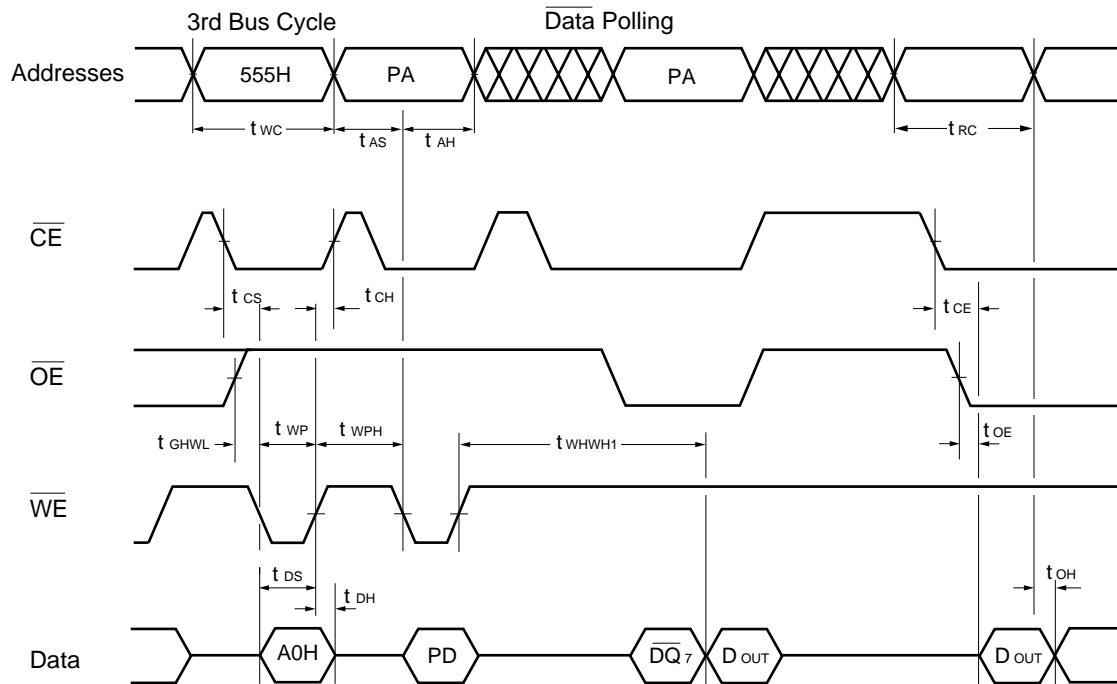 3rd Bus Cycle Data Polling
Addresses 555H PA PA
t WC t AS t AH t RC
CE
t CS t CH t CE
OE
t GHWL t WP t WPH t WHWH1 t OE
WE
t DS t DH t OH
Data A0H PD DQ 7 D OUT D OUT